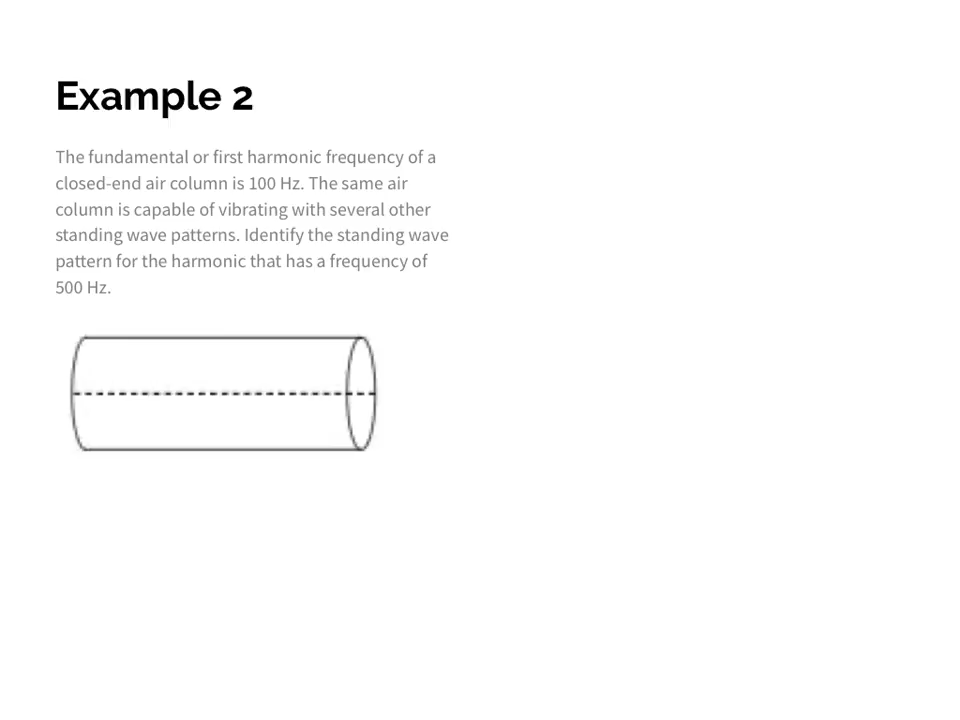 Example 2
The fundamental or first harmonic frequency of a
closed-end air column is 100 Hz. The same air
column is capable of vibrating with several other
standing wave patterns. Identify the standing wave
pattern for the harmonic that has a frequency of
500 Hz.